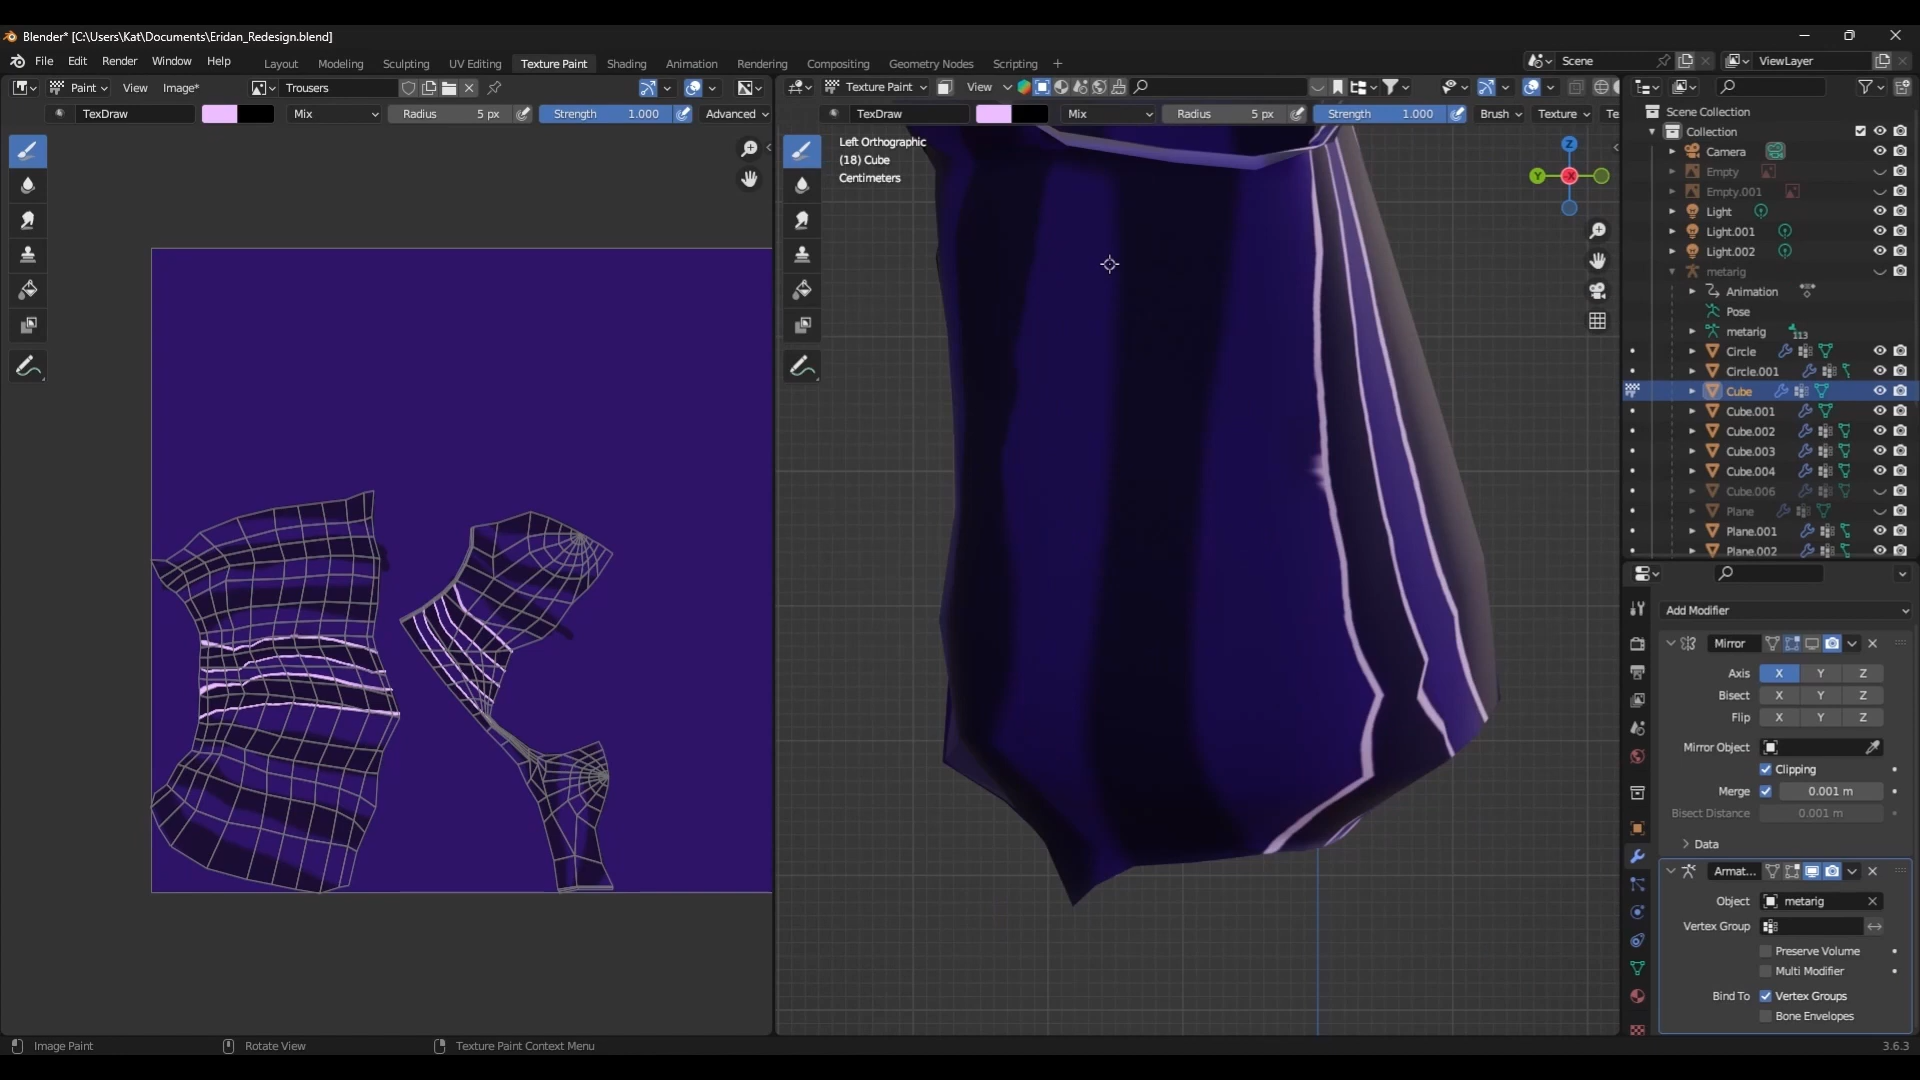 Blender* [C:\Users\Kat\Documents\Eridan_Redesign.blend]
File Edit Render Window Help Layout Modeling Sculpting UV Editing Texture Paint Shading Animation Rendering Compositing Geometry Nodes Scripting + Scene ViewLayer
Paint View Image* Trousers Texture Paint View
TexDraw Mix Radius 5 px Strength 1.000 Advanced TexDraw Mix Radius 5 px Strength 1.000 Brush Texture Te
Left Orthographic
(18) Cube
Centimeters
Z
Y
X
Scene Collection
Collection
Camera
Empty
Empty.001
Light
Light.001
Light.002
metarig
Animation
Pose
metarig 113
Circle
Circle.001
Cube
Cube.001
Cube.002
Cube.003
Cube.004
Cube.006
Plane
Plane.001
Plane.002
Add Modifier
Mirror
Axis X Y Z
Bisect X Y Z
Flip X Y Z
Mirror Object
Clipping
Merge 0.001 m
Bisect Distance 0.001 m
Data
Armat...
Object metarig
Vertex Group
Preserve Volume
Multi Modifier
Bind To Vertex Groups
Bone Envelopes
Image Paint Rotate View Texture Paint Context Menu 3.6.3